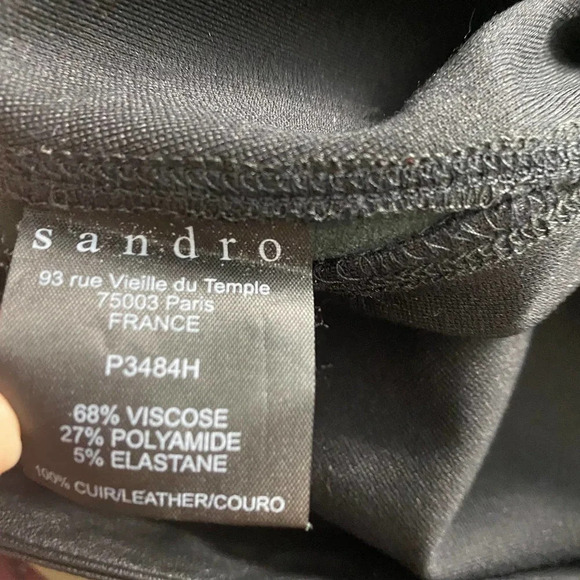 sandro
93 rue Vieille du Temple
75003 Paris
FRANCE
P3484H
68% VISCOSE
27% POLYAMIDE
5% ELASTANE
100% CUIR/LEATHER/COURO